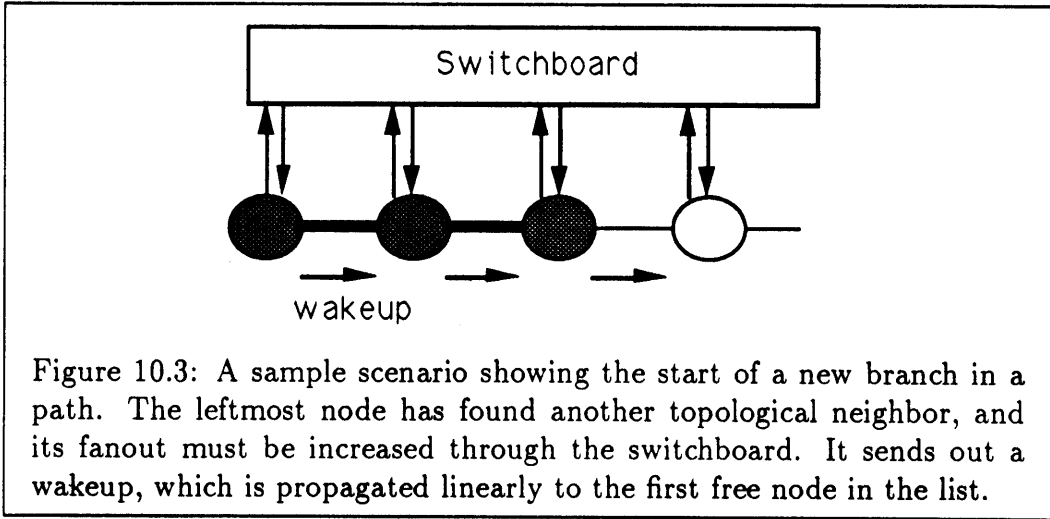 Switchboard
wakeup
Figure 10.3: A sample scenario showing the start of a new branch in a
path. The leftmost node has found another topological neighbor, and
its fanout must be increased through the switchboard. It sends out a
wakeup, which is propagated linearly to the first free node in the list.